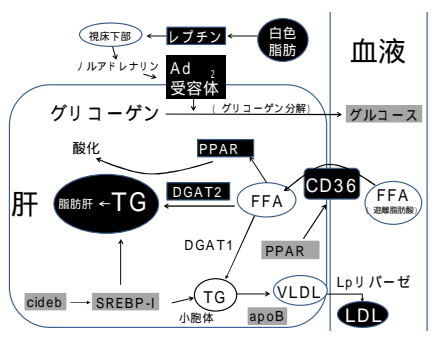 視床下部
レプチン
白色
脂肪
血液
ノルアドレナリン
Ad 2
受容体
グリコーゲン
(グリコーゲン分解)
グルコース
酸化
PPAR
肝
脂肪肝 ←TG
DGAT2
FFA
CD36
FFA
(遊離脂肪酸)
DGAT1
PPAR
cideb
SREBP-I
TG
小胞体
VLDL
apoB
Lpリパーゼ
LDL